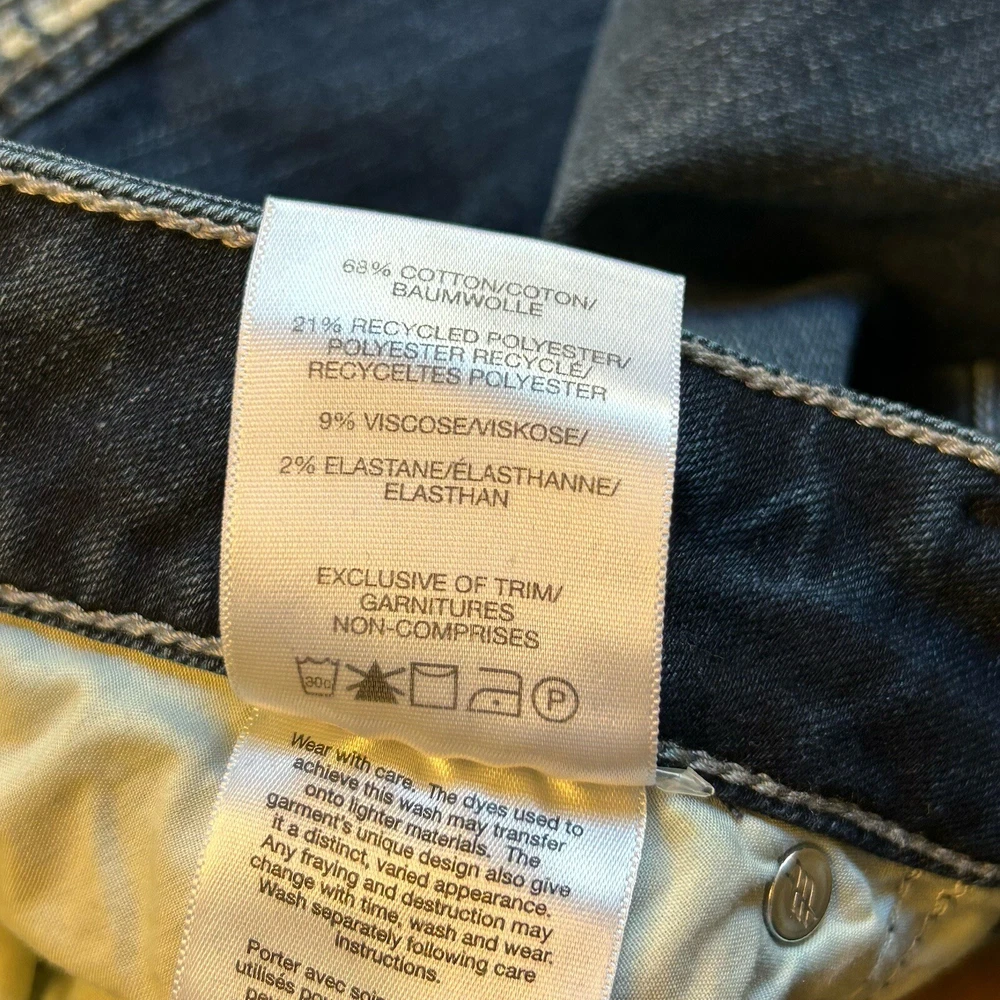 68% COTTON/COTON/
BAUMWOLLE
21% RECYCLED POLYESTER/
POLYESTER RECYCLÉ/
RECYCELTES POLYESTER
9% VISCOSE/VISKOSE/
2% ELASTANE/ÉLASTHANNE/
ELASTHAN
EXCLUSIVE OF TRIM/
GARNITURES
NON-COMPRISES
30c
P
Wear with care. The dyes used to
achieve this wash may transfer
onto lighter materials. The
garment's unique design also give
it a distinct, varied appearance.
Any fraying and destruction may
change with time, wash and wear.
Wash separately following care
instructions.
Porter avec soin
utilisés